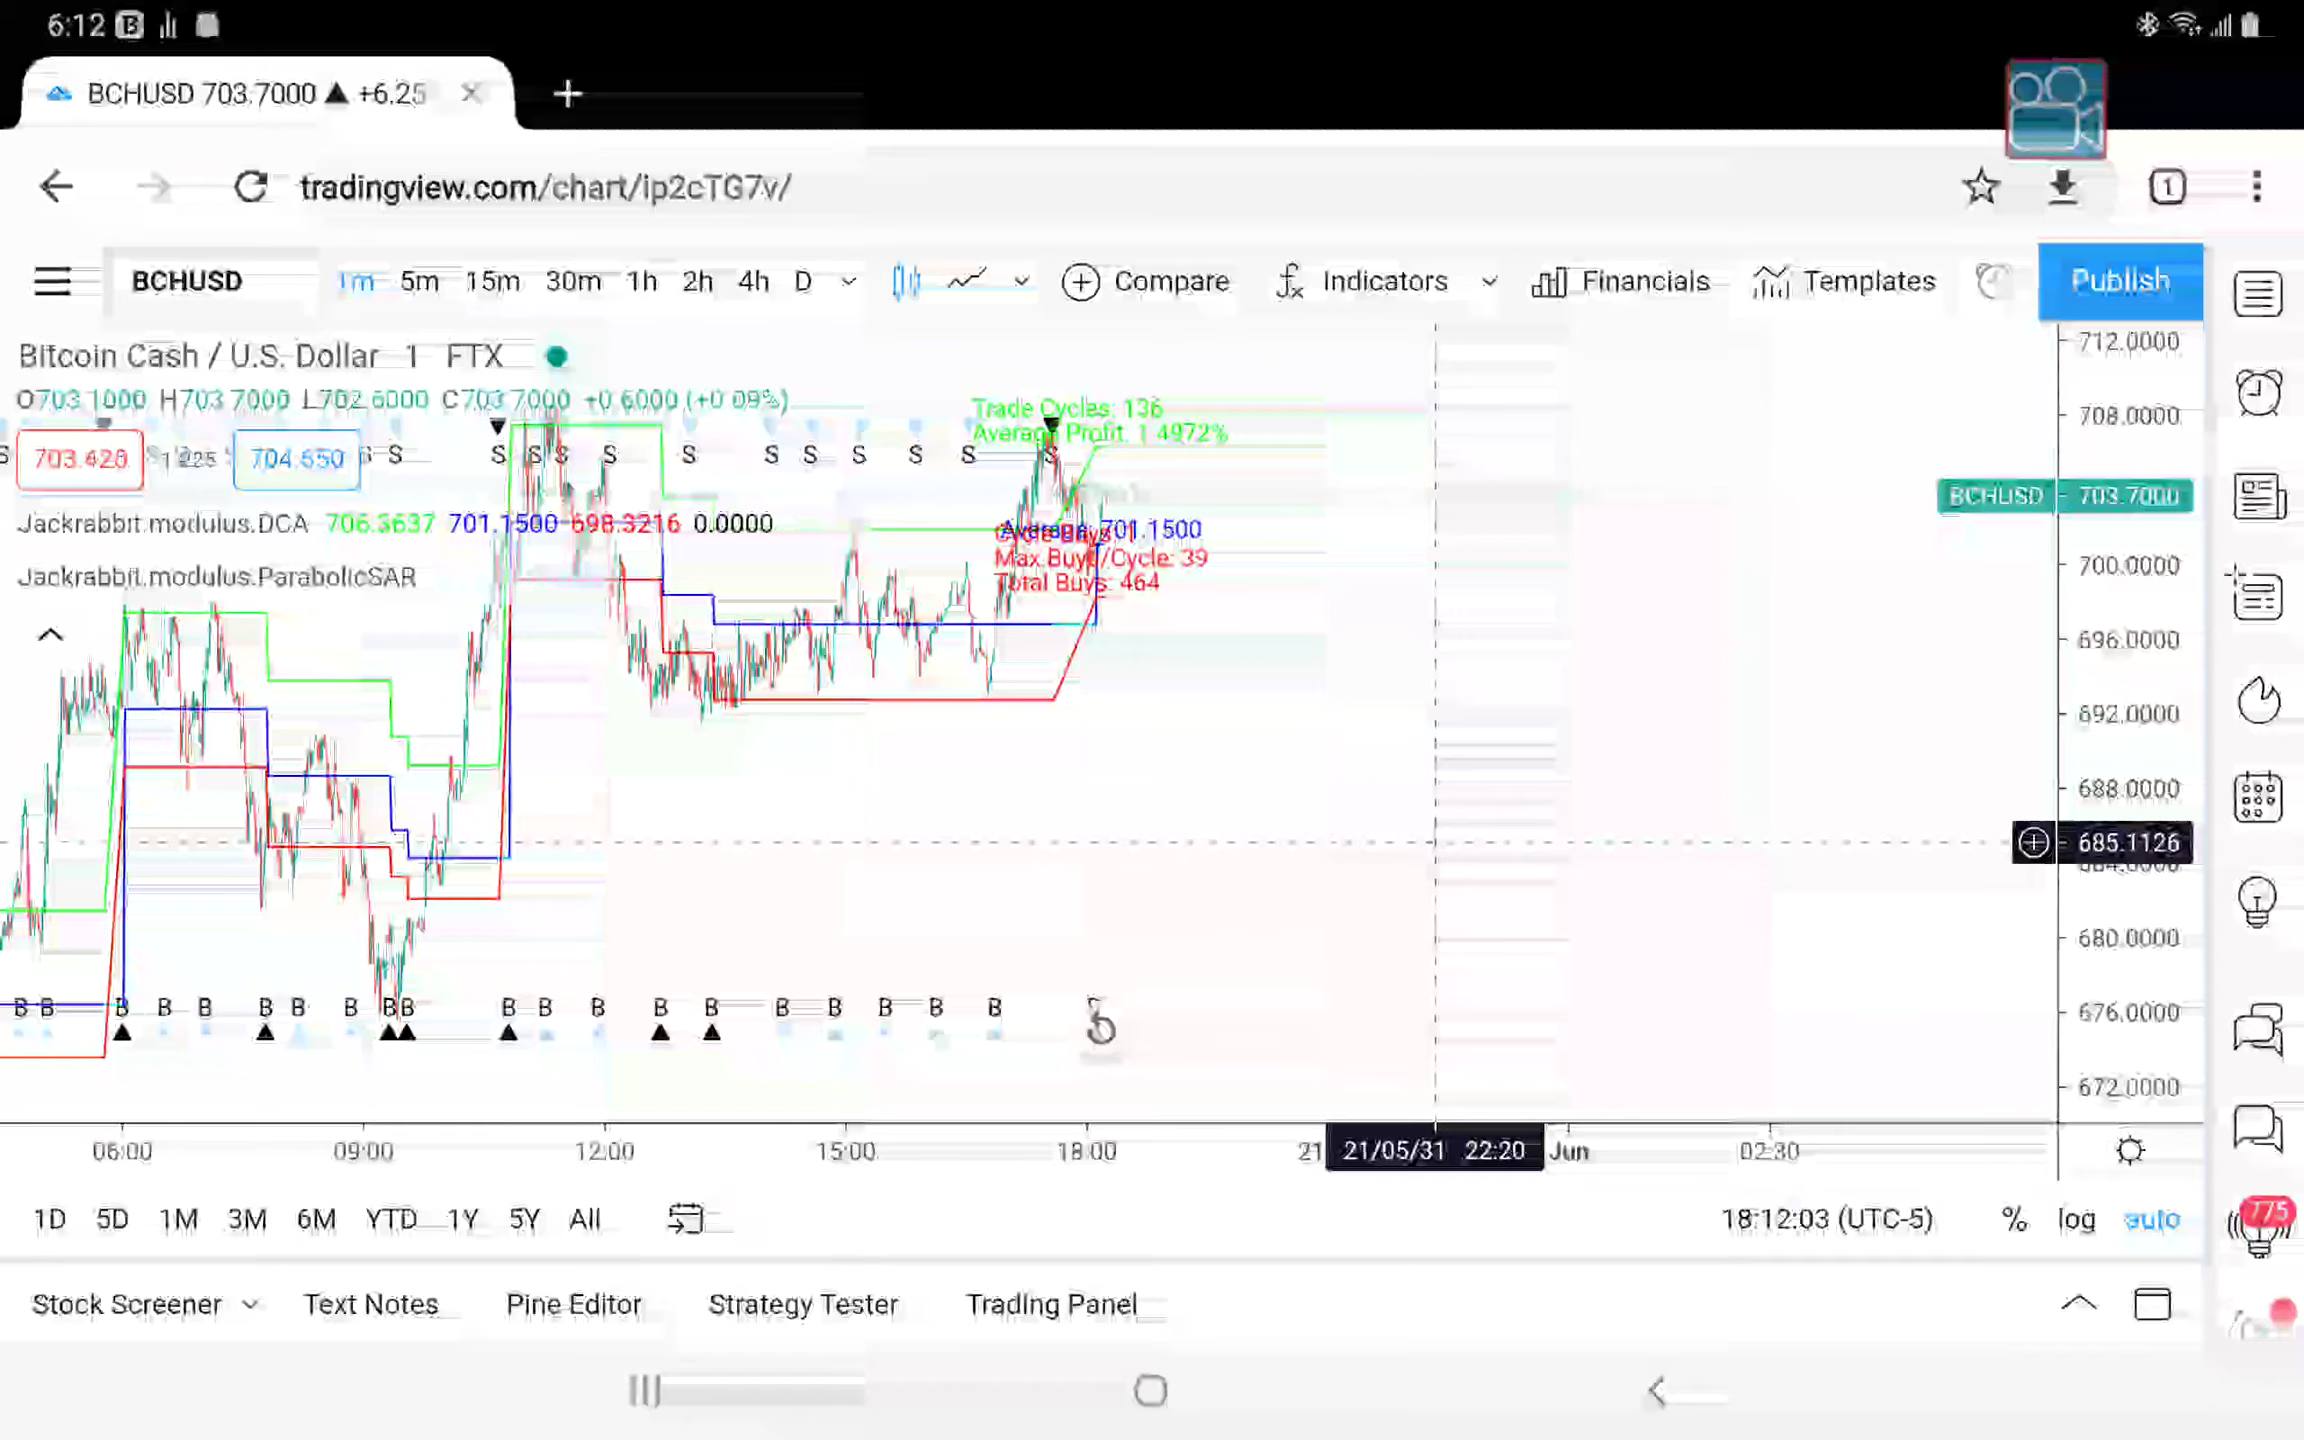 6:12
BCHUSD 703.7000 ▲ +6.25
tradingview.com/chart/ip2cTG7v/
1
BCHUSD 1m 5m 15m 30m 1h 2h 4h D Compare Indicators Financials Templates Publish
Bitcoin Cash / U.S. Dollar 1 FTX
O703.1000 H703.7000 L702.6000 C703.7000 +0.6000 (+0.09%)
703.420 704.650
S S S S S S S S S S S S S
Jackrabbit.modulus.DCA 706.3637 701.1500 698.3216 0.0000
Jackrabbit.modulus.ParabolicSAR
Trade Cycles: 136
Average Profit: 1.4972%
701.1500
Max Buys/Cycle: 39
Total Buys: 464
B B B B B B B B B B B B B B B B B B B B
712.0000
708.0000
BCHUSD 703.7000
700.0000
696.0000
692.0000
688.0000
685.1126
680.0000
676.0000
672.0000
06:00 09:00 12:00 15:00 18:00 21 21/05/31 22:20 Jun 02:30
1D 5D 1M 3M 6M YTD 1Y 5Y All 18:12:03 (UTC-5) % log auto
775
Stock Screener Text Notes Pine Editor Strategy Tester Trading Panel